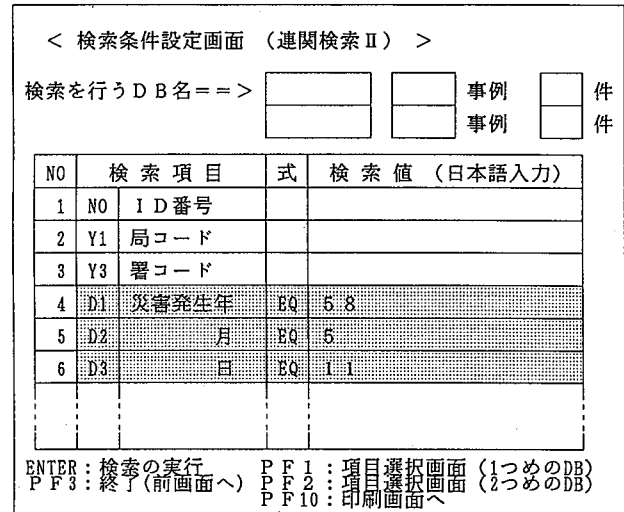 < 検索条件設定画面 (連関検索Ⅱ) >
検索を行うDB名==> 事例 件
事例 件
NO 検索項目 式 検索値 (日本語入力)
1 NO ID番号
2 Y1 局コード
3 Y3 署コード
4 D1 災害発生年 EQ 58
5 D2 月 EQ 5
6 D3 日 EQ 11
ENTER:検索の実行 PF1:項目選択画面 (1つめのDB)
PF3:終了(前画面へ) PF2:項目選択画面 (2つめのDB)
PF10:印刷画面へ